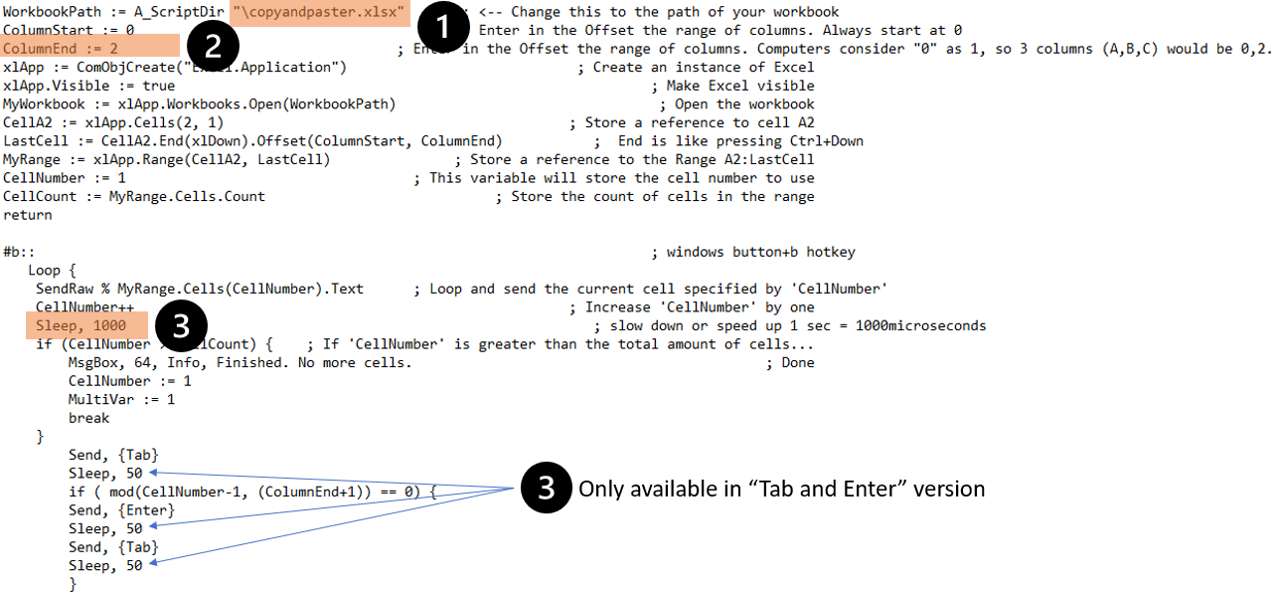 WorkbookPath := A_ScriptDir "\copyandpaster.xlsx" 1 ; <-- Change this to the path of your workbook
ColumnStart := 0 Enter in the Offset the range of columns. Always start at 0
ColumnEnd := 2 2 ; Enter in the Offset the range of columns. Computers consider "0" as 1, so 3 columns (A,B,C) would be 0,2.
xlApp := ComObjCreate("Excel.Application") ; Create an instance of Excel
xlApp.Visible := true ; Make Excel visible
MyWorkbook := xlApp.Workbooks.Open(WorkbookPath) ; Open the workbook
CellA2 := xlApp.Cells(2, 1) ; Store a reference to cell A2
LastCell := CellA2.End(xlDown).Offset(ColumnStart, ColumnEnd) ; End is like pressing Ctrl+Down
MyRange := xlApp.Range(CellA2, LastCell) ; Store a reference to the Range A2:LastCell
CellNumber := 1 ; This variable will store the cell number to use
CellCount := MyRange.Cells.Count ; Store the count of cells in the range
return
#b:: ; windows button+b hotkey
Loop {
SendRaw % MyRange.Cells(CellNumber).Text ; Loop and send the current cell specified by 'CellNumber'
CellNumber++ ; Increase 'CellNumber' by one
Sleep, 1000 3 ; slow down or speed up 1 sec = 1000microseconds
if (CellNumber > CellCount) { ; If 'CellNumber' is greater than the total amount of cells...
MsgBox, 64, Info, Finished. No more cells. ; Done
CellNumber := 1
MultiVar := 1
break
}
Send, {Tab}
Sleep, 50
if ( mod(CellNumber-1, (ColumnEnd+1)) == 0) { 3 Only available in “Tab and Enter” version
Send, {Enter}
Sleep, 50
Send, {Tab}
Sleep, 50
}